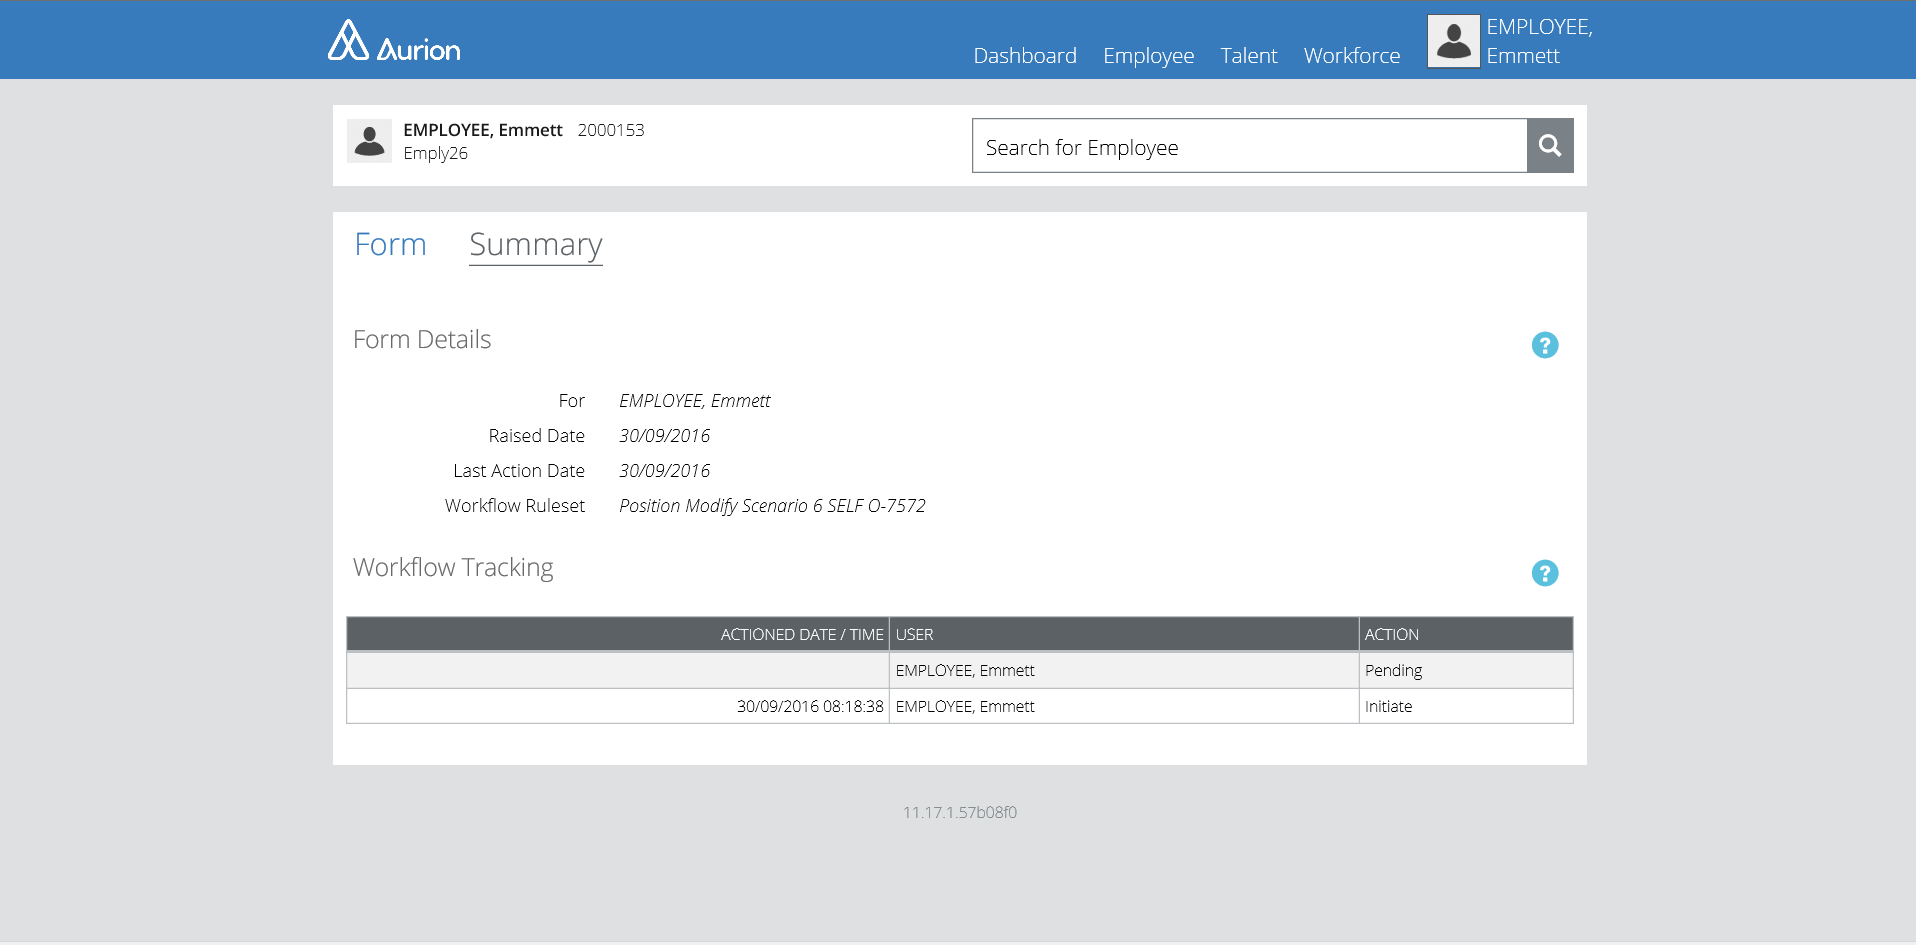 Aurion
Dashboard Employee Talent Workforce
EMPLOYEE,
Emmett
EMPLOYEE, Emmett 2000153
Emply26
Search for Employee
Form Summary
Form Details
?
For EMPLOYEE, Emmett
Raised Date 30/09/2016
Last Action Date 30/09/2016
Workflow Ruleset Position Modify Scenario 6 SELF O-7572
Workflow Tracking
?
ACTIONED DATE / TIME USER ACTION
EMPLOYEE, Emmett Pending
30/09/2016 08:18:38 EMPLOYEE, Emmett Initiate
11.17.1.57b08f0